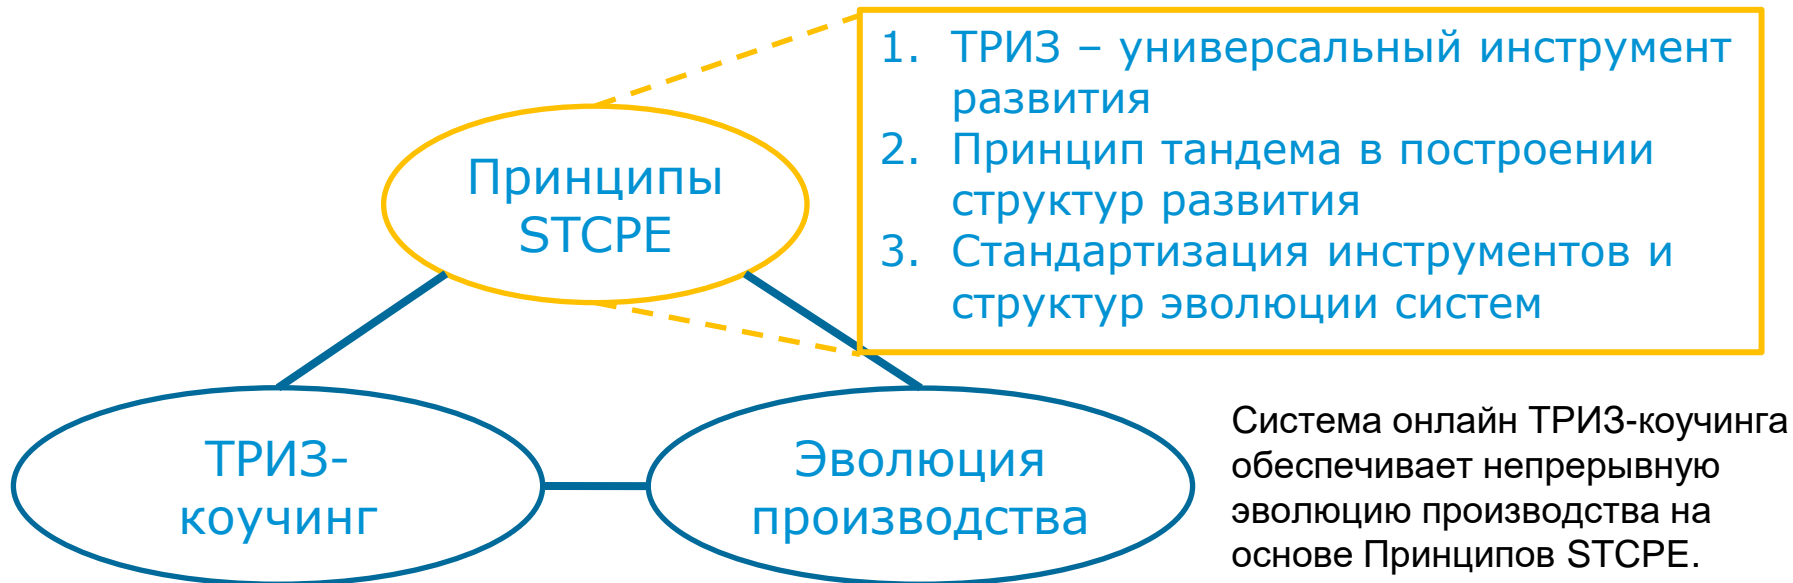 Принципы
STCPE
1. ТРИЗ – универсальный инструмент
развития
2. Принцип тандема в построении
структур развития
3. Стандартизация инструментов и
структур эволюции систем
ТРИЗ-
коучинг
Эволюция
производства
Система онлайн ТРИЗ-коучинга
обеспечивает непрерывную
эволюцию производства на
основе Принципов STCPE.